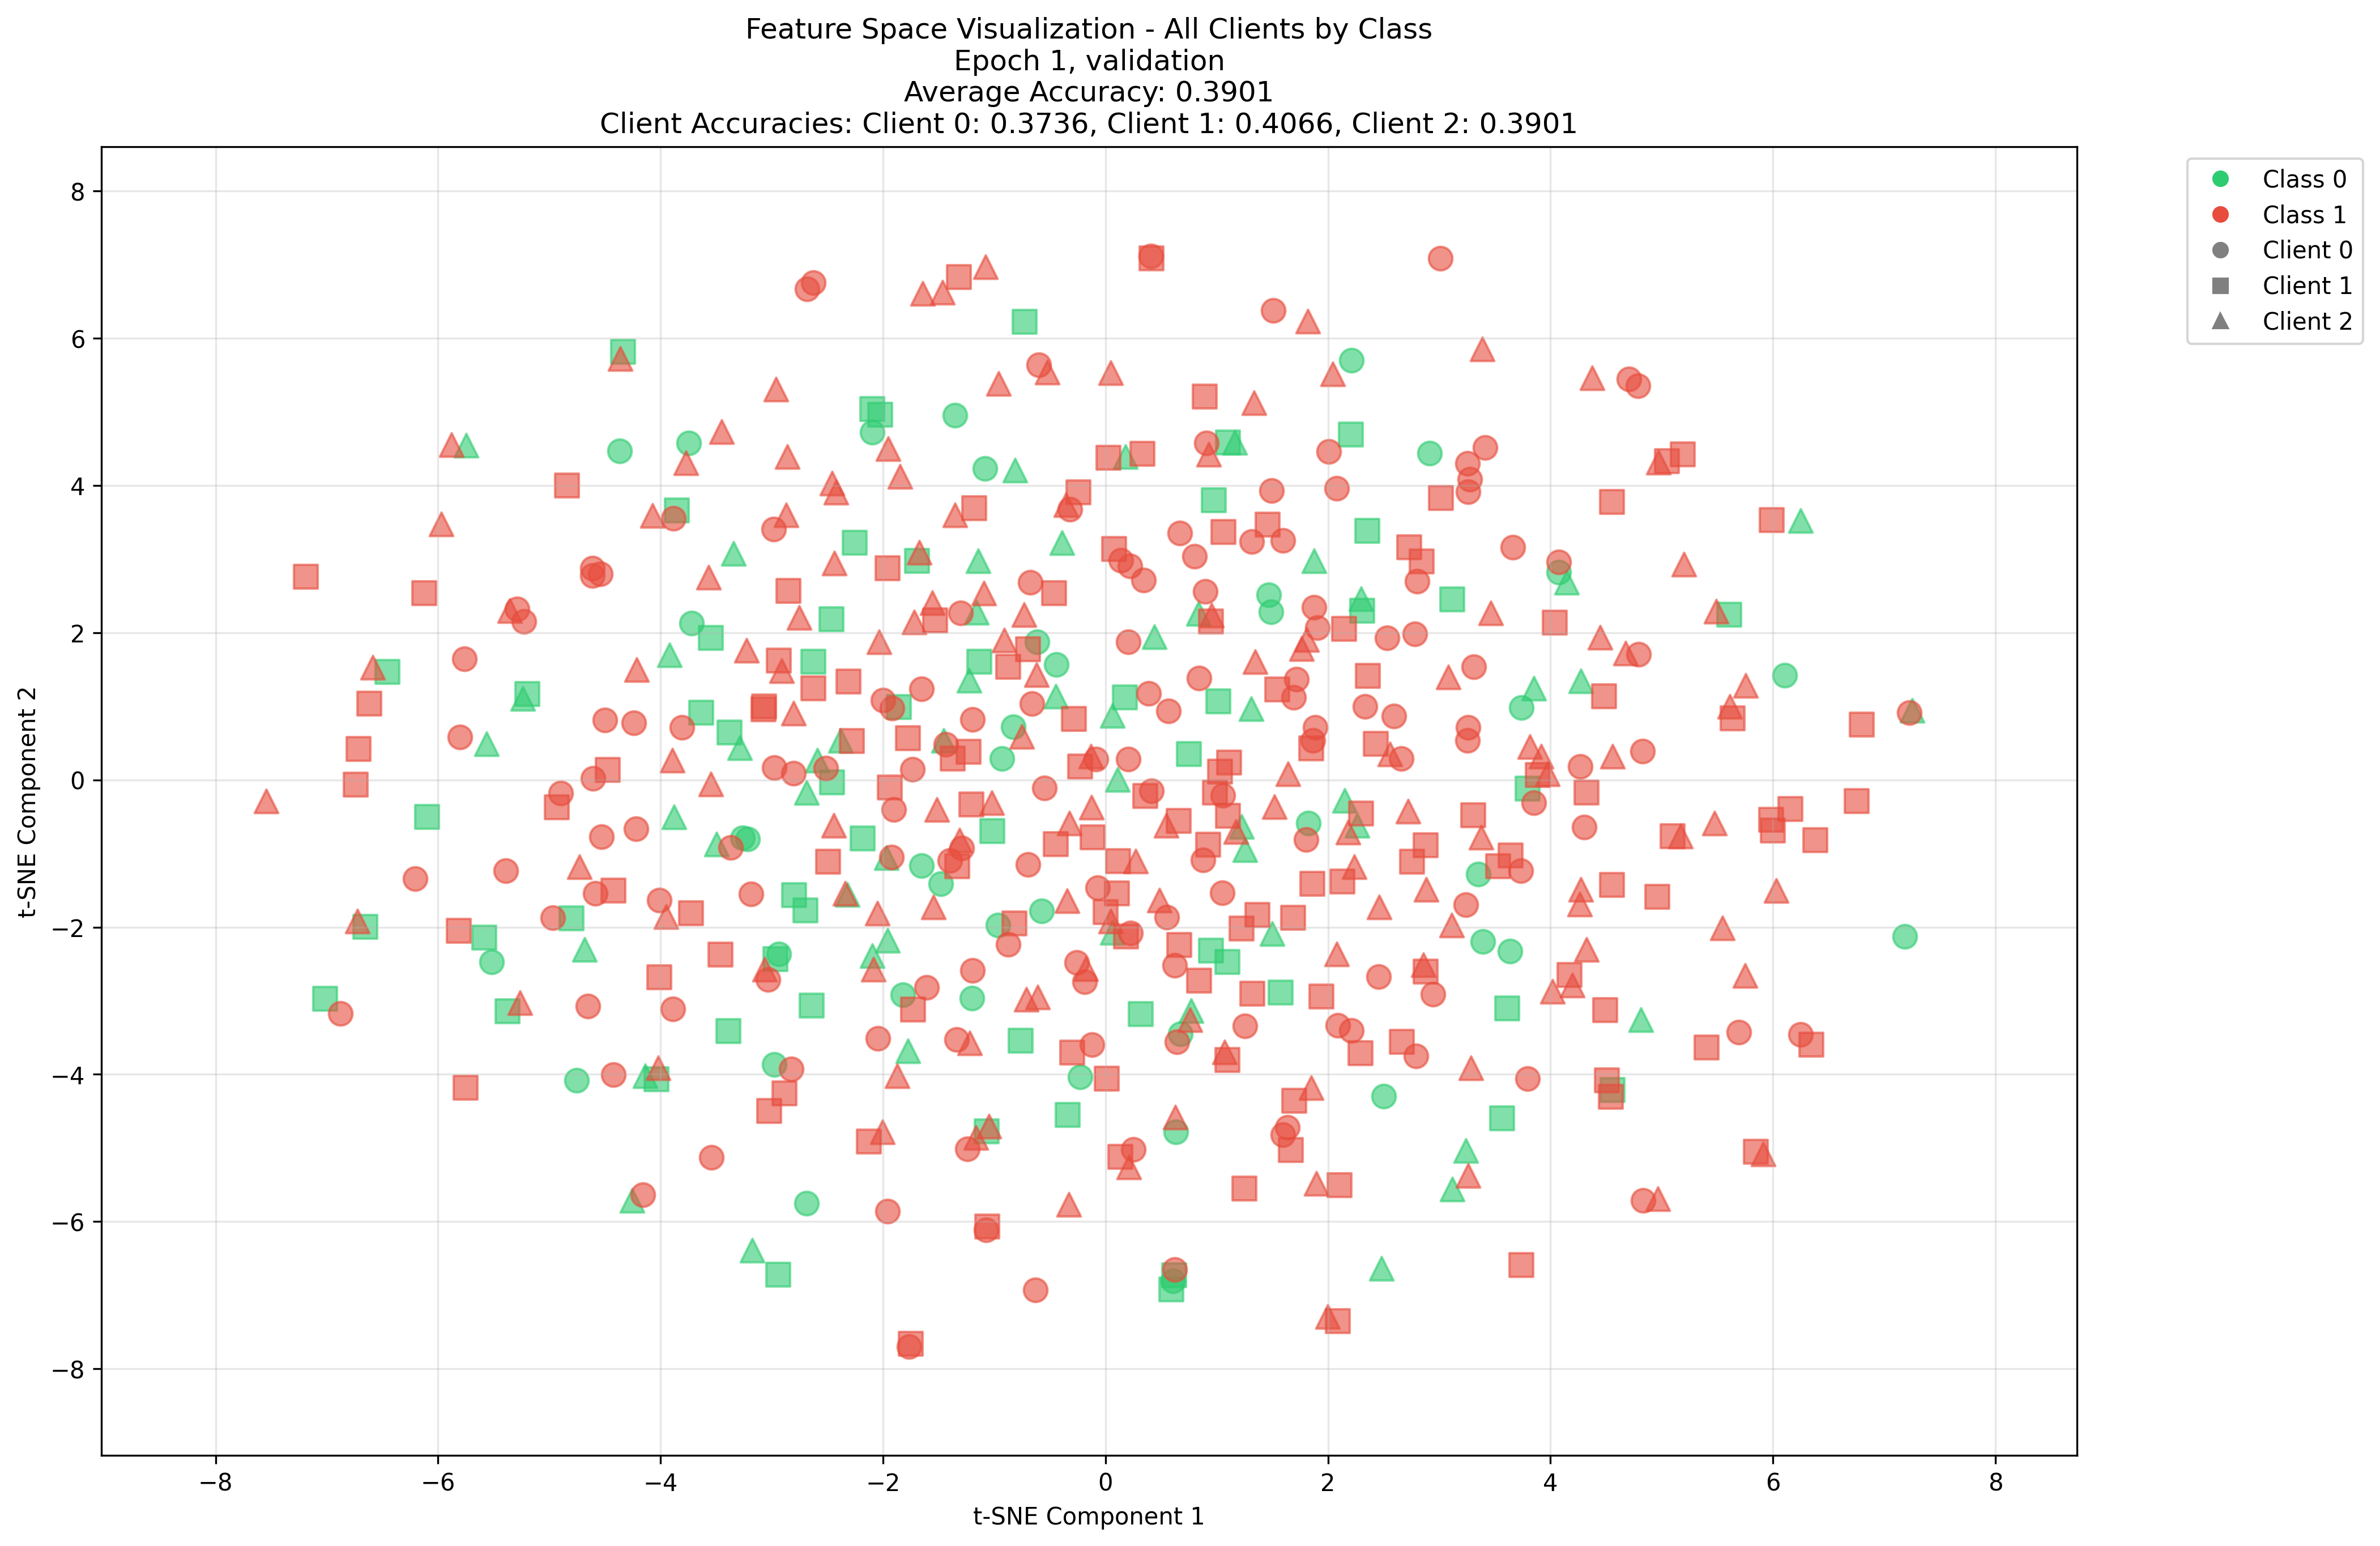 Feature Space Visualization - All Clients by Class
Epoch 1, validation
Average Accuracy: 0.3901
Client Accuracies: Client 0: 0.3736, Client 1: 0.4066, Client 2: 0.3901
Class 0
Class 1
Client 0
Client 1
Client 2
t-SNE Component 2
8
6
4
2
0
−2
−4
−6
−8
−8
−6
−4
−2
0
2
4
6
8
t-SNE Component 1